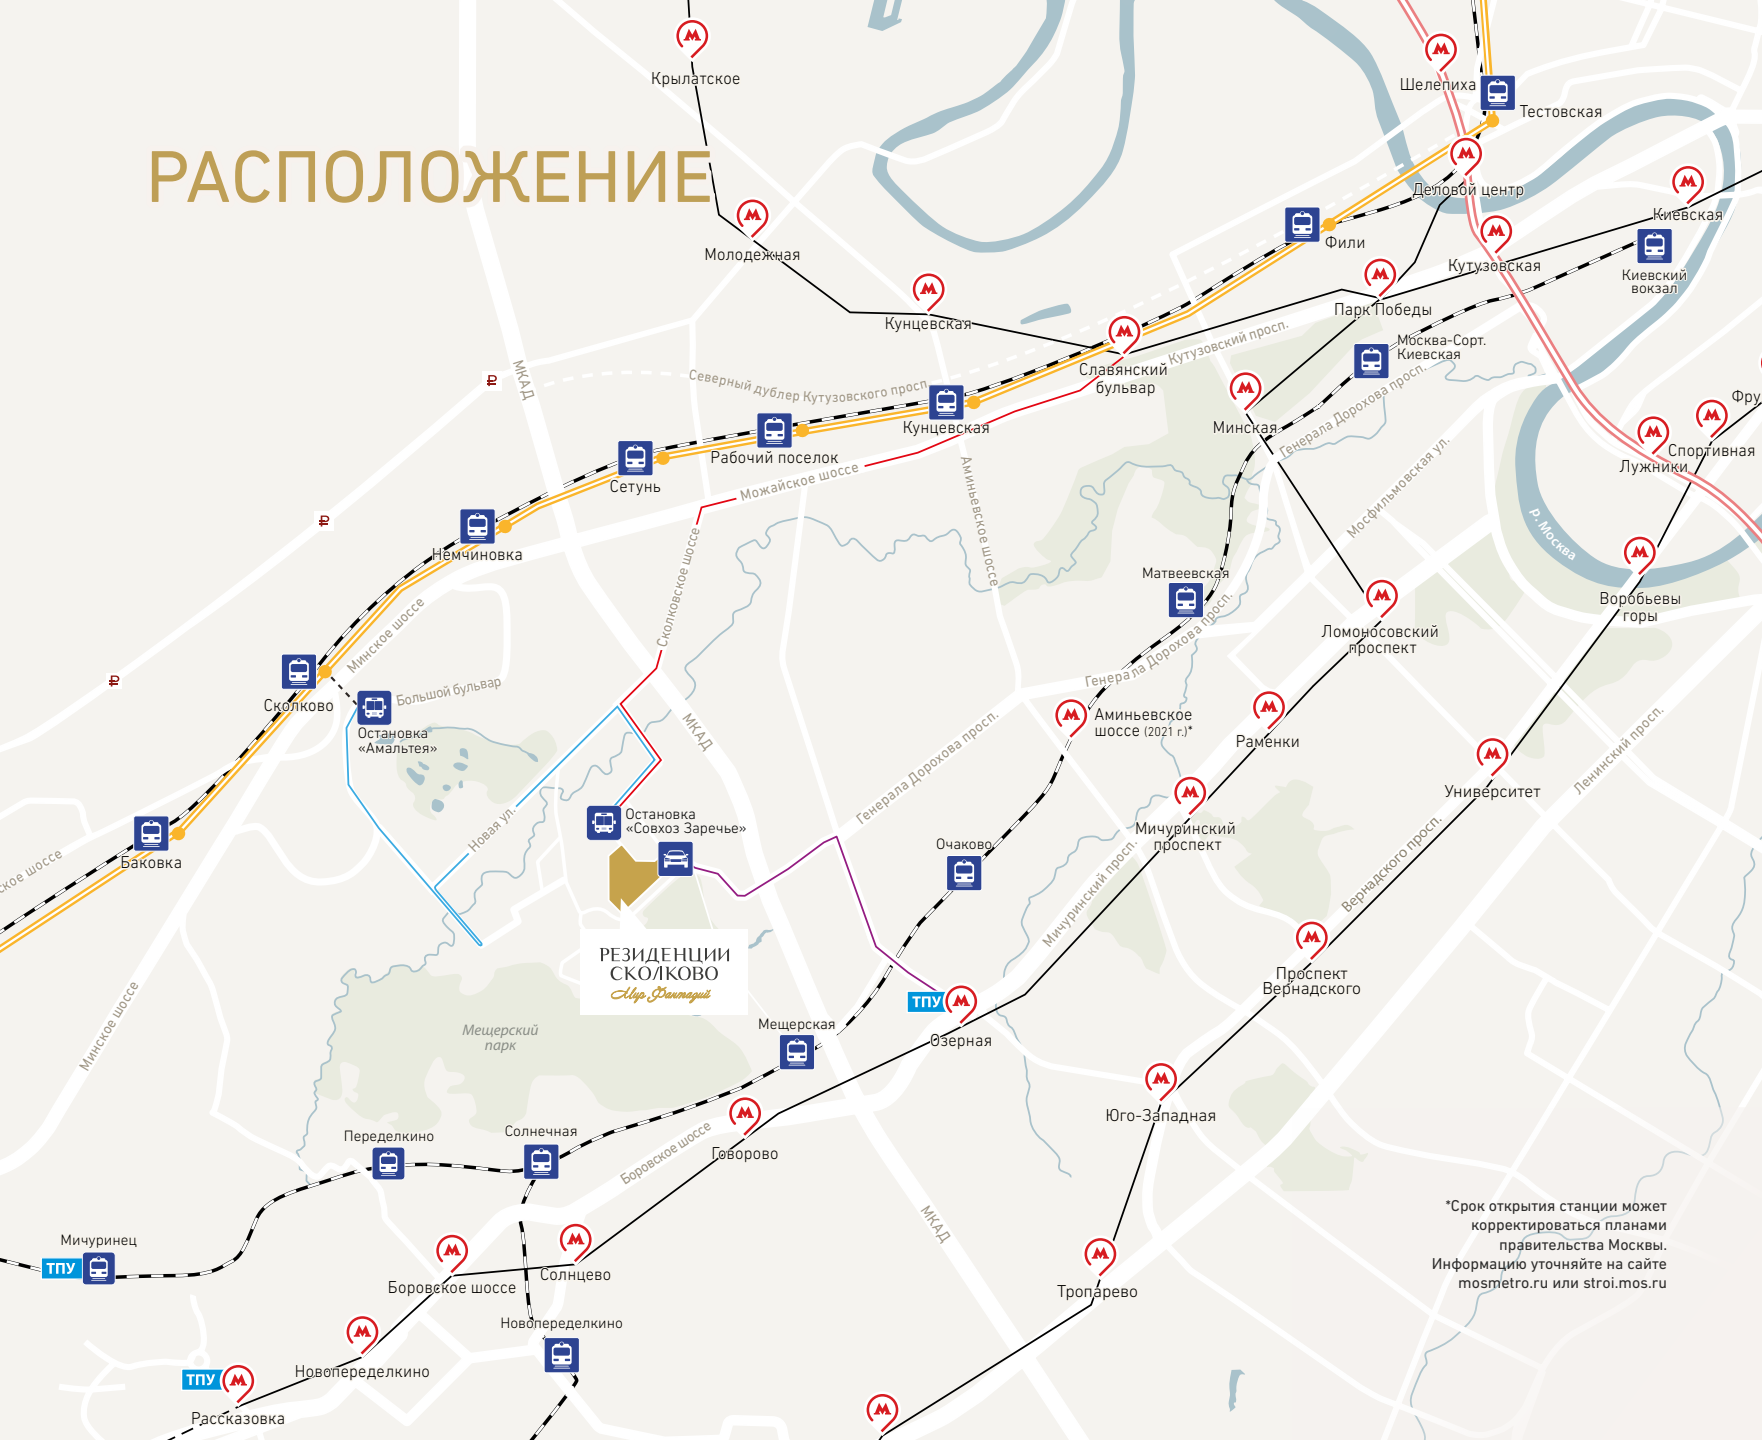 Крылатское
Шелепиха
Тестовская
РАСПОЛОЖЕНИЕ
Деловой центр
Киевская
Молодежная
Фили
Кутузовская
Киевский
вокзал
Кунцевская
Парк Победы
Кутузовский просп.
Москва-Сорт.
Киевская
МКАД
Славянский
бульвар
Северный дублер Кутузовского просп.
Генерала Дорохова просп.
Минская
Кунцевская
Рабочий поселок
Сетунь
Можайское шоссе
Спортивная
Лужники
Мосфильмовская ул.
р. Москва
Аминьевское шоссе
Немчиновка
Сколковское шоссе
Матвеевская
Воробьевы
горы
Минское шоссе
Генерала Дорохова просп.
Ломоносовский
проспект
Сколково
Большой бульвар
Остановка
«Амальтея»
МКАД
Аминьевское
шоссе (2021 г.)*
Раменки
Генерала Дорохова просп.
Университет
Ленинский просп.
Новая ул.
Остановка
«Совхоз Заречье»
Мичуринский
проспект
Баковка
Очаково
Мичуринский просп.
Вернадского просп.
РЕЗИДЕНЦИИ
СКОЛКОВО
Мир Фантазий
Проспект
Вернадского
Минское шоссе
Мещерский
парк
Мещерская
ТПУ
Озерная
Юго-Западная
Переделкино
Солнечная
Боровское шоссе
Говорово
МКАД
Мичуринец
ТПУ
Боровское шоссе
Солнцево
Тропарево
*Срок открытия станции может
корректироваться планами
правительства Москвы.
Информацию уточняйте на сайте
mosmetro.ru или stroi.mos.ru
Новопеределкино
Новопеределкино
ТПУ
Рассказовка